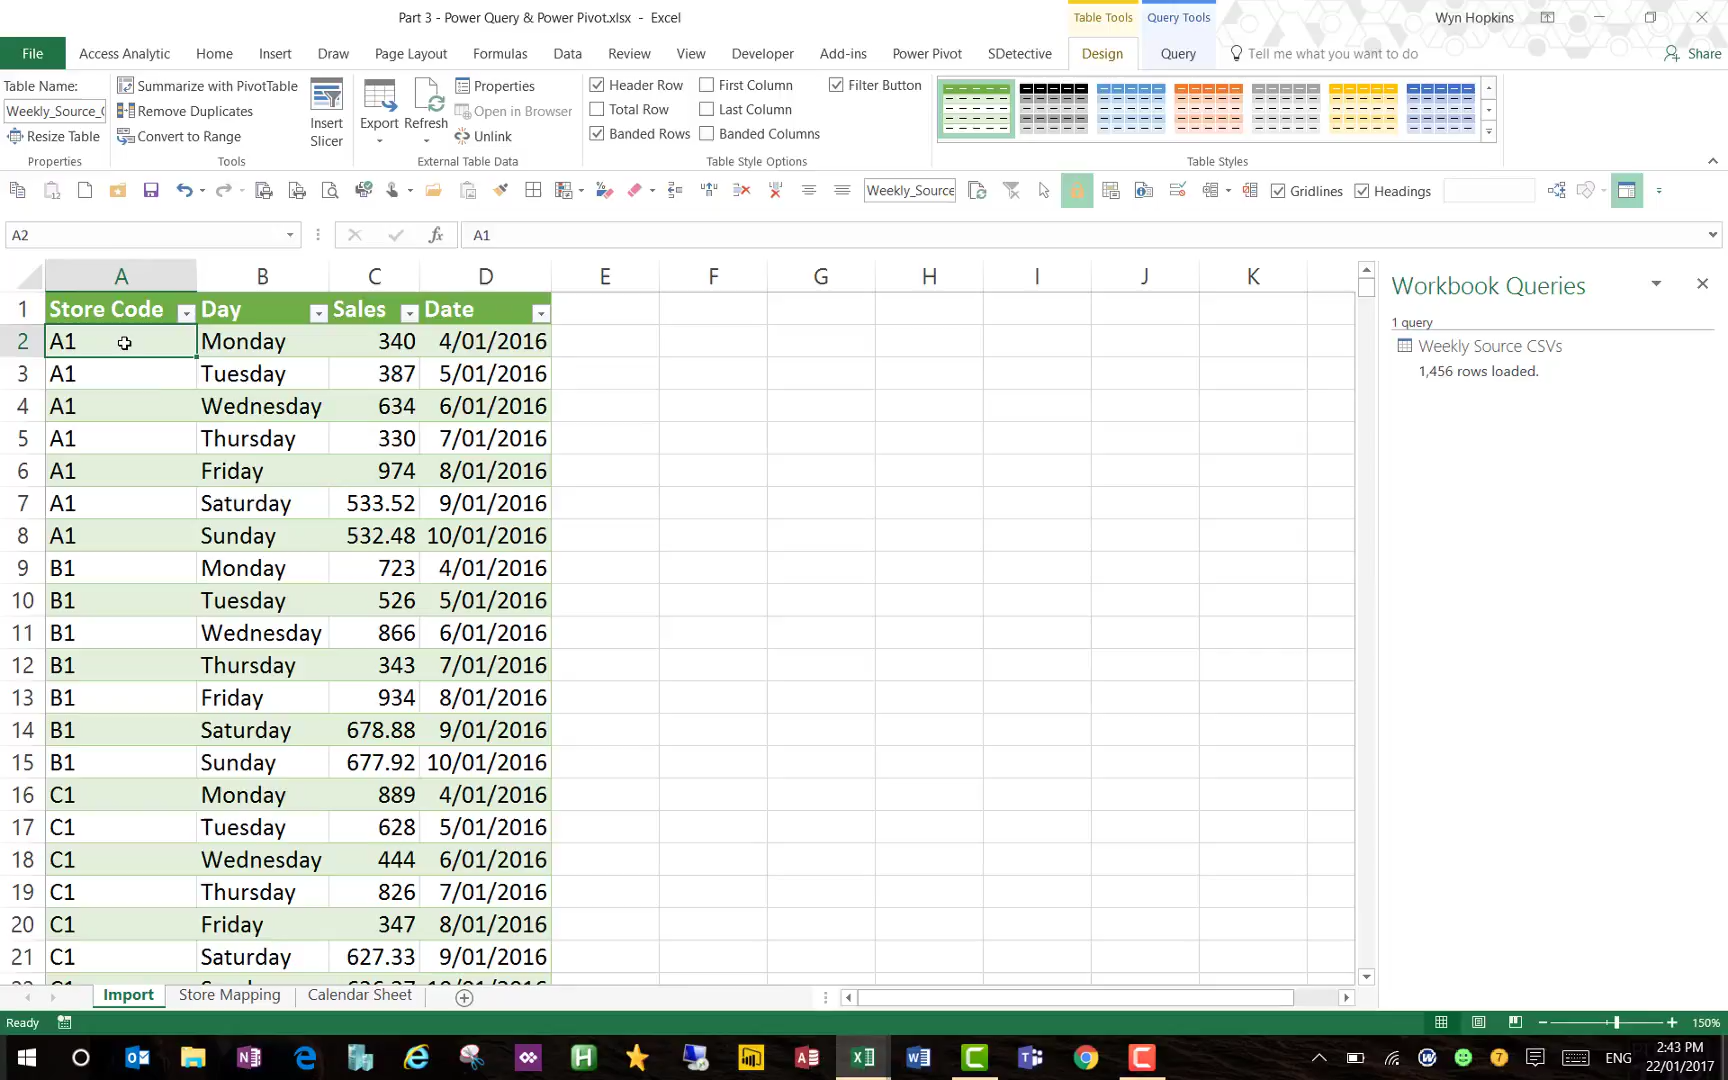 Part 3 - Power Query & Power Pivot.xlsx - Excel
Table Tools
Query Tools
Wyn Hopkins
File
Access Analytic
Home
Insert
Draw
Page Layout
Formulas
Data
Review
View
Developer
Add-ins
Power Pivot
SDetective
Design
Query
Tell me what you want to do
Share
Table Name:
Weekly_Source_
Resize Table
Properties
Summarize with PivotTable
Remove Duplicates
Convert to Range
Tools
Insert
Slicer
Export
Refresh
Properties
Open in Browser
Unlink
External Table Data
Header Row
Total Row
Banded Rows
First Column
Last Column
Banded Columns
Filter Button
Table Style Options
Table Styles
Weekly_Source
Gridlines
Headings
A2
fx
A1
A B C D E F G H I J K
1 Store Code Day Sales Date
2 A1 Monday 340 4/01/2016
3 A1 Tuesday 387 5/01/2016
4 A1 Wednesday 634 6/01/2016
5 A1 Thursday 330 7/01/2016
6 A1 Friday 974 8/01/2016
7 A1 Saturday 533.52 9/01/2016
8 A1 Sunday 532.48 10/01/2016
9 B1 Monday 723 4/01/2016
10 B1 Tuesday 526 5/01/2016
11 B1 Wednesday 866 6/01/2016
12 B1 Thursday 343 7/01/2016
13 B1 Friday 934 8/01/2016
14 B1 Saturday 678.88 9/01/2016
15 B1 Sunday 677.92 10/01/2016
16 C1 Monday 889 4/01/2016
17 C1 Tuesday 628 5/01/2016
18 C1 Wednesday 444 6/01/2016
19 C1 Thursday 826 7/01/2016
20 C1 Friday 347 8/01/2016
21 C1 Saturday 627.33 9/01/2016
Workbook Queries
1 query
Weekly Source CSVs
1,456 rows loaded.
Import
Store Mapping
Calendar Sheet
Ready
150%
ENG
2:43 PM
22/01/2017